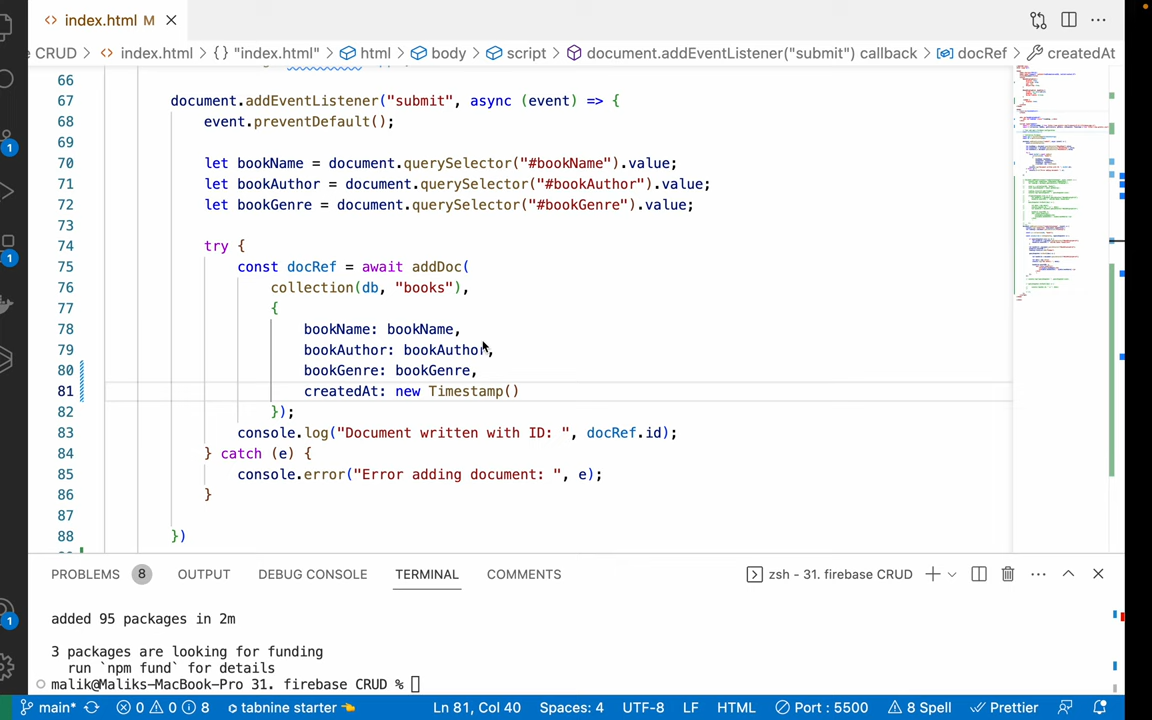 index.html M
CRUD > index.html > "index.html" > html > body > script > document.addEventListener("submit") callback > docRef > createdAt
66
67 document.addEventListener("submit", async (event) => {
68 event.preventDefault();
69
70 let bookName = document.querySelector("#bookName").value;
71 let bookAuthor = document.querySelector("#bookAuthor").value;
72 let bookGenre = document.querySelector("#bookGenre").value;
73
74 try {
75 const docRef = await addDoc(
76 collection(db, "books"),
77 {
78 bookName: bookName,
79 bookAuthor: bookAuthor,
80 bookGenre: bookGenre,
81 createdAt: new Timestamp()
82 });
83 console.log("Document written with ID: ", docRef.id);
84 } catch (e) {
85 console.error("Error adding document: ", e);
86 }
87
88 })
PROBLEMS 8 OUTPUT DEBUG CONSOLE TERMINAL COMMENTS zsh - 31. firebase CRUD
added 95 packages in 2m
3 packages are looking for funding
run `npm fund` for details
malik@Maliks-MacBook-Pro 31. firebase CRUD %
main* 0 0 8 tabnine starter Ln 81, Col 40 Spaces: 4 UTF-8 LF HTML Port : 5500 8 Spell Prettier
1
1
1